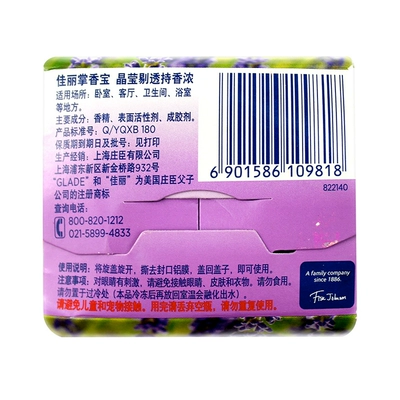 佳丽掌香宝 晶莹剔透持香浓
适用场所：卧室、客厅、卫生间、浴室
等地方。
主要成分：香精、表面活性剂、成胶剂。
产品标准号：Q/YQXB 180
保质期到期日及批号：见打印
生产经销：上海庄臣有限公司
上海浦东新区新金桥路932号
"GLADE"和"佳丽"为美国庄臣父子
公司的注册商标
查询电话：
800-820-1212
021-5899-4833
6 901586 109818
822140
使用说明：将旋盖旋开，撕去封口铝膜，盖回盖子，即可使用。
注意事项：对眼睛有刺激，请避免接触眼睛、皮肤和衣物。请勿食用。
请勿置于过冷处（本品冷冻后再放回室温会融化出水）。
请避免儿童和宠物接触。用完请丢弃空瓶，请勿重复使用。
A family company
since 1886.
Fisk Johnson